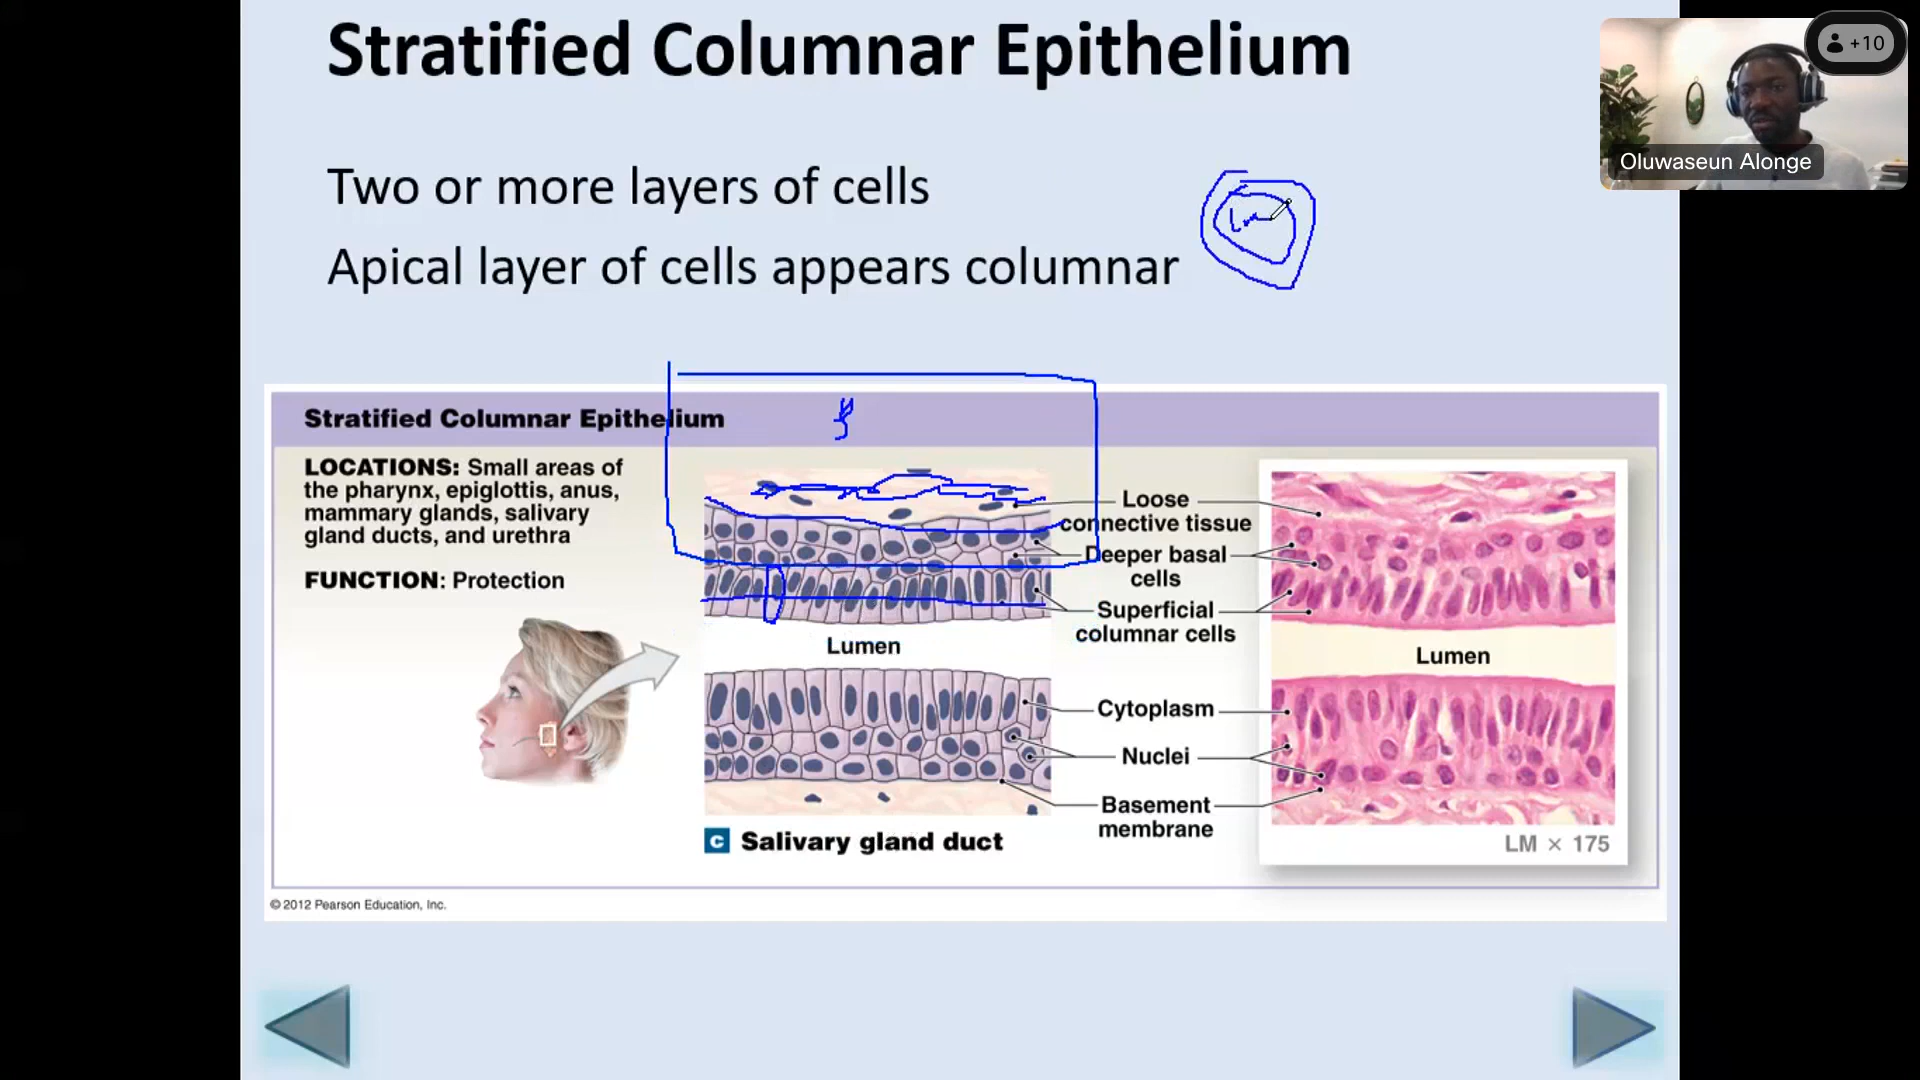 Stratified Columnar Epithelium
+10
Oluwaseun Alonge
Two or more layers of cells
Apical layer of cells appears columnar
Stratified Columnar Epithelium
LOCATIONS: Small areas of
the pharynx, epiglottis, anus,
mammary glands, salivary
gland ducts, and urethra
FUNCTION: Protection
Loose
connective tissue
Deeper basal
cells
Superficial
columnar cells
Lumen
Cytoplasm
Nuclei
Basement
membrane
C Salivary gland duct
Lumen
LM × 175
© 2012 Pearson Education, Inc.